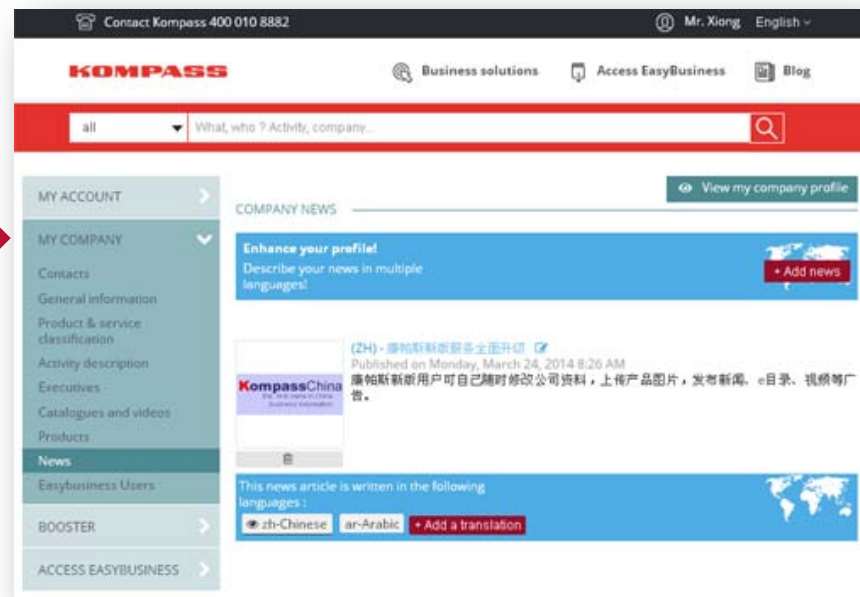 Contact Kompass 400 010 8882
Mr. Xiong English
KOMPASS
Business solutions Access EasyBusiness Blog
all What, who ? Activity, company...
MY ACCOUNT
MY COMPANY
Contacts
General information
Product & service
classification
Activity description
Executives
Catalogues and videos
Products
News
Easybusiness Users
BOOSTER
ACCESS EASYBUSINESS
View my company profile
COMPANY NEWS
Enhance your profile!
Describe your news in multiple
languages!
+ Add news
(ZH) - 康帕斯新版服务全面升级
Published on Monday, March 24, 2014 8:26 AM
康帕斯新版用户可自己随时修改公司资料，上传产品图片，发布新闻、e目录、视频等广
告。
KompassChina
This news article is written in the following
languages :
zh-Chinese ar-Arabic + Add a translation